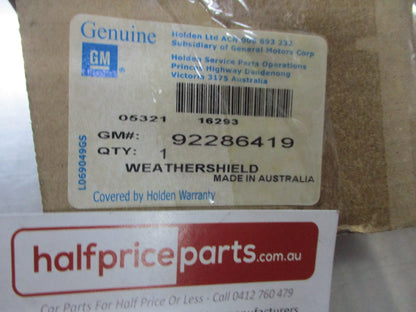 Genuine
GM
Holden Ltd ACN 006 893 232
Subsidiary of General Motors Corp
Holden Service Parts Operations
Princes Highway Dandenong
Victoria 3175 Australia
05321 16293
GM#: 92286419
QTY: 1
WEATHERSHIELD
MADE IN AUSTRALIA
Covered by Holden Warranty
LD69049GS
halfpriceparts.com.au
Car Parts For Half Price Or Less - Call 0412 760 479